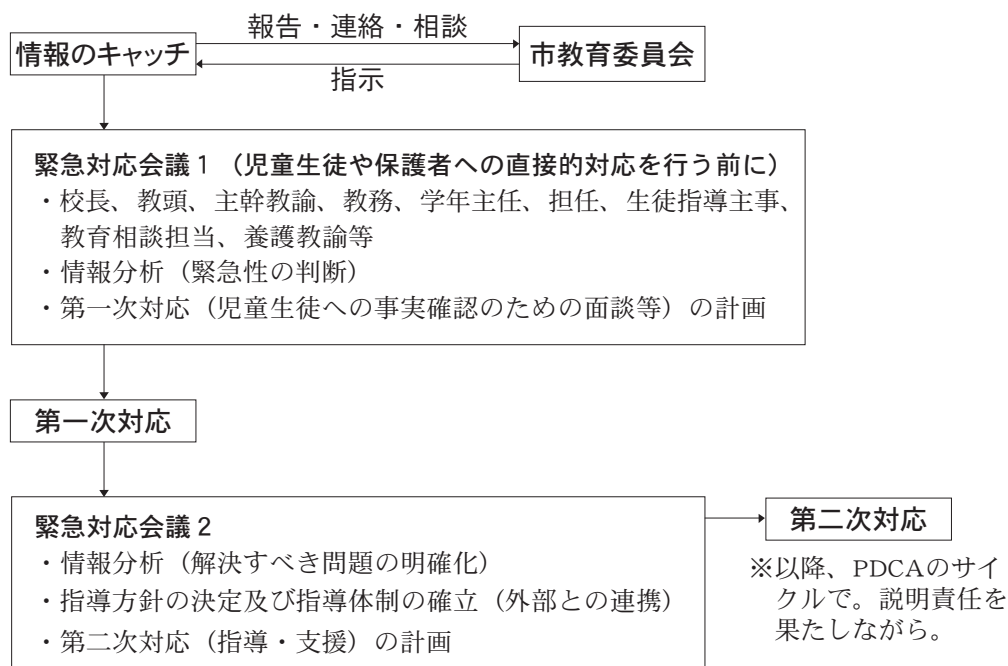 報告・連絡・相談
情報のキャッチ
市教育委員会
指示
緊急対応会議1（児童生徒や保護者への直接的対応を行う前に）
・校長、教頭、主幹教諭、教務、学年主任、担任、生徒指導主事、
教育相談担当、養護教諭等
・情報分析（緊急性の判断）
・第一次対応（児童生徒への事実確認のための面談等）の計画
第一次対応
緊急対応会議2
・情報分析（解決すべき問題の明確化）
・指導方針の決定及び指導体制の確立（外部との連携）
・第二次対応（指導・支援）の計画
第二次対応
※以降、PDCAのサイ
クルで。説明責任を
果たしながら。